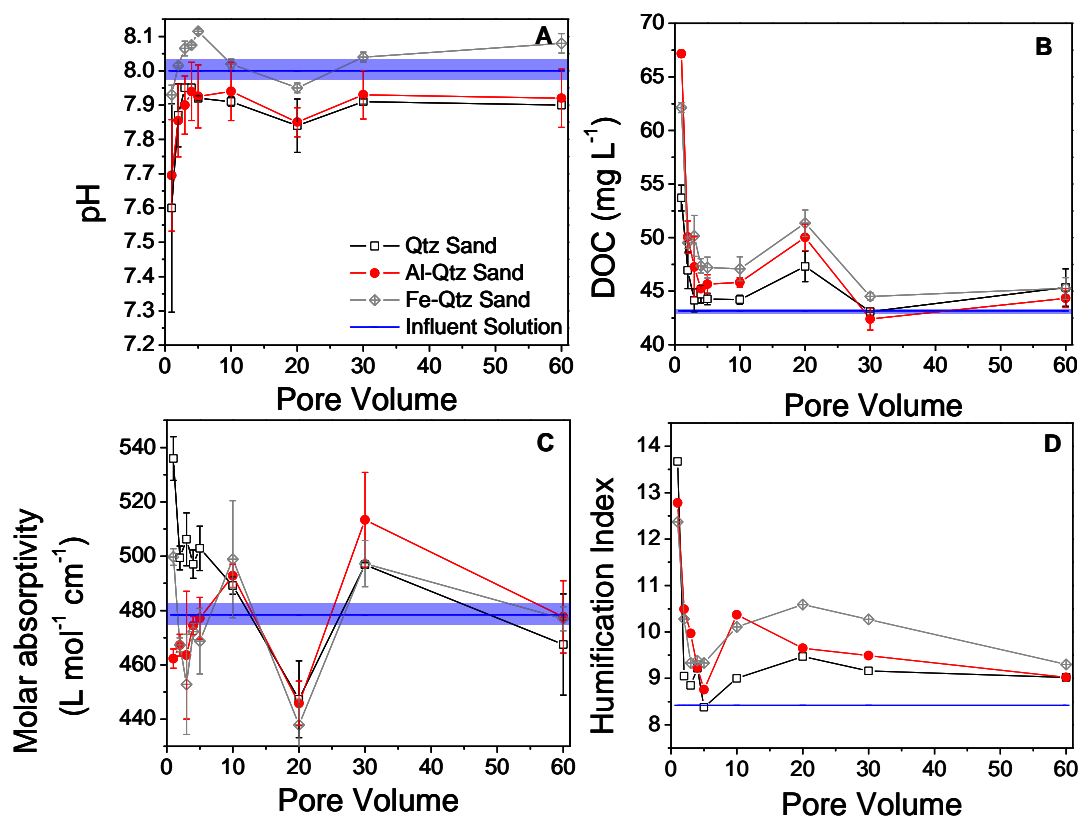 A
pH
8.1
8.0
7.9
7.8
7.7
7.6
7.5
7.4
7.3
7.2
0 10 20 30 40 50 60
Pore Volume
Qtz Sand
Al-Qtz Sand
Fe-Qtz Sand
Influent Solution
B
DOC (mg L⁻¹)
70
65
60
55
50
45
40
0 10 20 30 40 50 60
Pore Volume
C
Molar absorptivity
(L mol⁻¹ cm⁻¹)
540
520
500
480
460
440
0 10 20 30 40 50 60
Pore Volume
D
Humification Index
14
13
12
11
10
9
8
0 10 20 30 40 50 60
Pore Volume